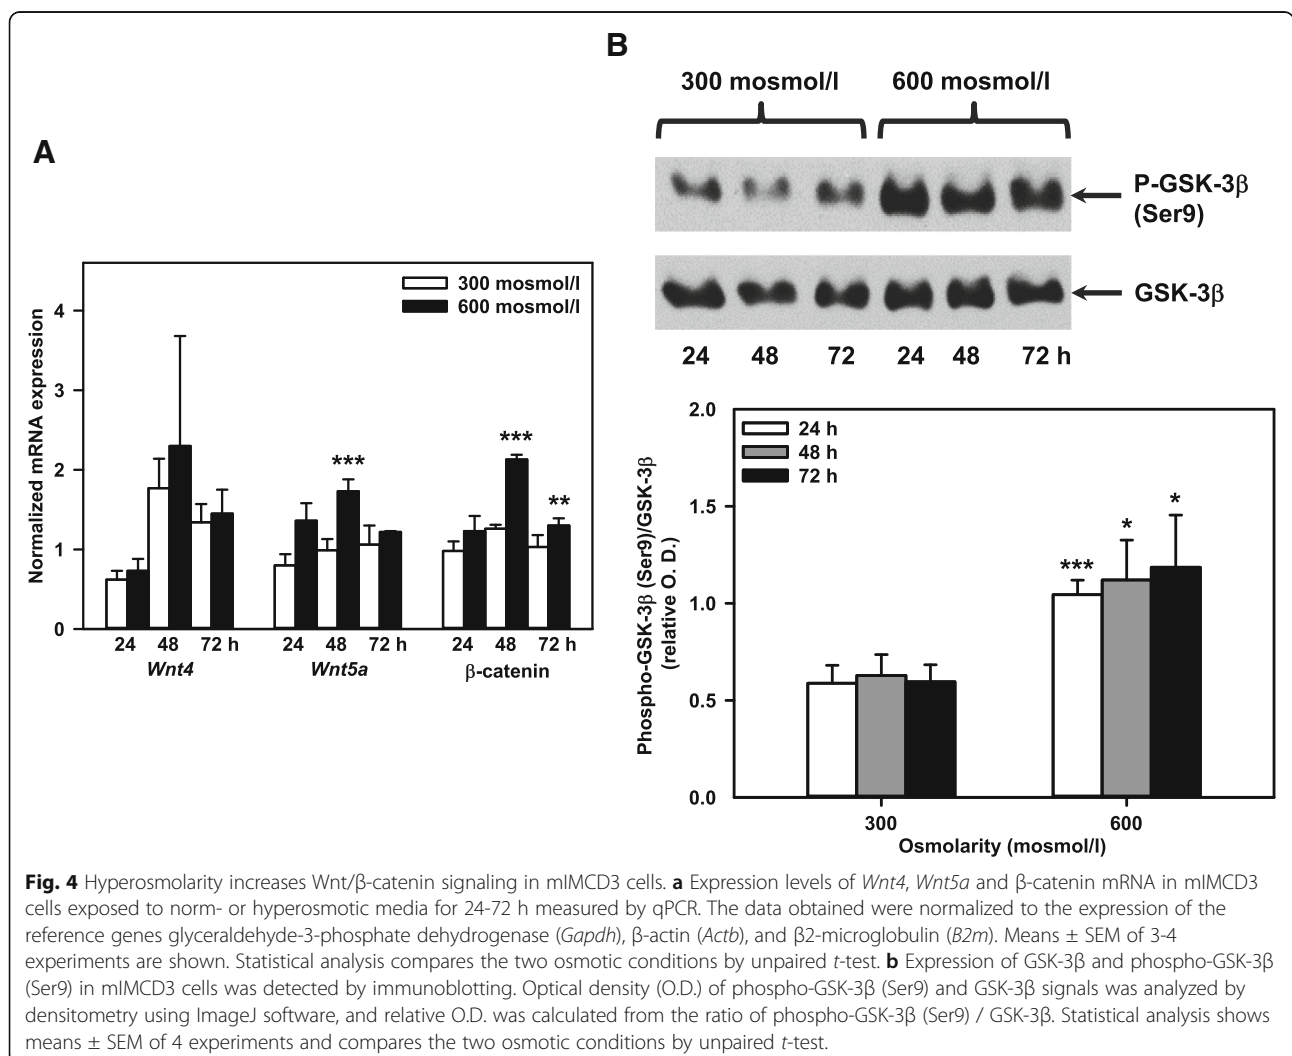 A
Normalized mRNA expression
4
3
2
1
0
300 mosmol/l
600 mosmol/l
***
***
**
24 48 72 h 24 48 72 h 24 48 72 h
Wnt4 Wnt5a β-catenin
B
300 mosmol/l 600 mosmol/l
P-GSK-3β
(Ser9)
GSK-3β
24 48 72 24 48 72 h
Phospho-GSK-3β (Ser9)/GSK-3β
(relative O. D.)
2.0
1.5
1.0
0.5
0.0
24 h
48 h
72 h
*** * *
300 600
Osmolarity (mosmol/l)
Fig. 4 Hyperosmolarity increases Wnt/β-catenin signaling in mIMCD3 cells. a Expression levels of Wnt4, Wnt5a and β-catenin mRNA in mIMCD3
cells exposed to norm- or hyperosmotic media for 24-72 h measured by qPCR. The data obtained were normalized to the expression of the
reference genes glyceraldehyde-3-phosphate dehydrogenase (Gapdh), β-actin (Actb), and β2-microglobulin (B2m). Means ± SEM of 3-4
experiments are shown. Statistical analysis compares the two osmotic conditions by unpaired t-test. b Expression of GSK-3β and phospho-GSK-3β
(Ser9) in mIMCD3 cells was detected by immunoblotting. Optical density (O.D.) of phospho-GSK-3β (Ser9) and GSK-3β signals was analyzed by
densitometry using ImageJ software, and relative O.D. was calculated from the ratio of phospho-GSK-3β (Ser9) / GSK-3β. Statistical analysis shows
means ± SEM of 4 experiments and compares the two osmotic conditions by unpaired t-test.